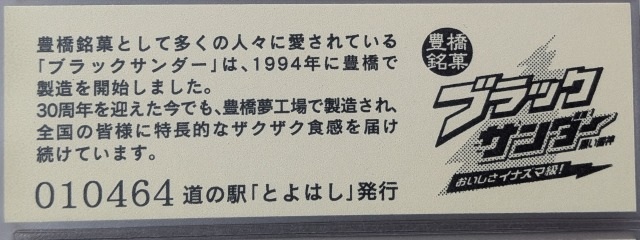 豊橋銘菓として多くの人々に愛されている
「ブラックサンダー」は、1994年に豊橋で
製造を開始しました。
30周年を迎えた今でも、豊橋夢工場で製造され、
全国の皆様に特長的なザクザク食感を届け
続けています。
010464 道の駅「とよはし」発行
豊橋
銘菓
ブラック
サンダー
黒い雷神
おいしさイナズマ級!